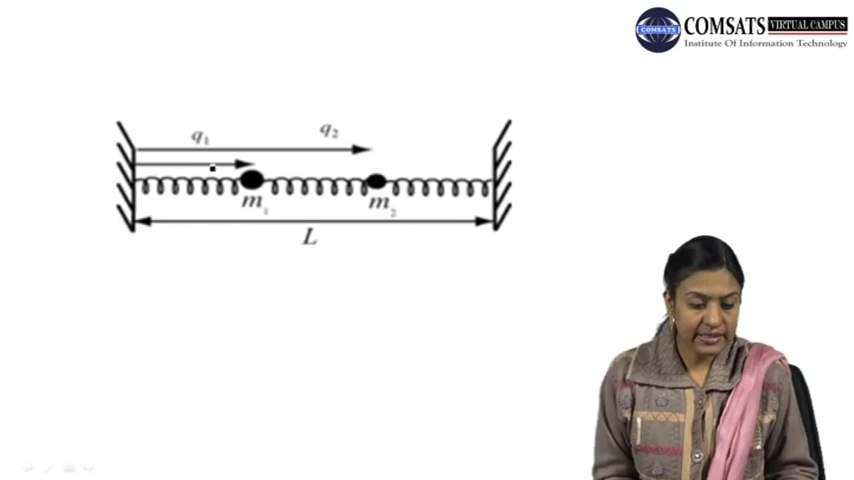 COMSATS VIRTUAL CAMPUS
COMSATS
Institute Of Information Technology
q₁ q₂
m₁ m₂
L